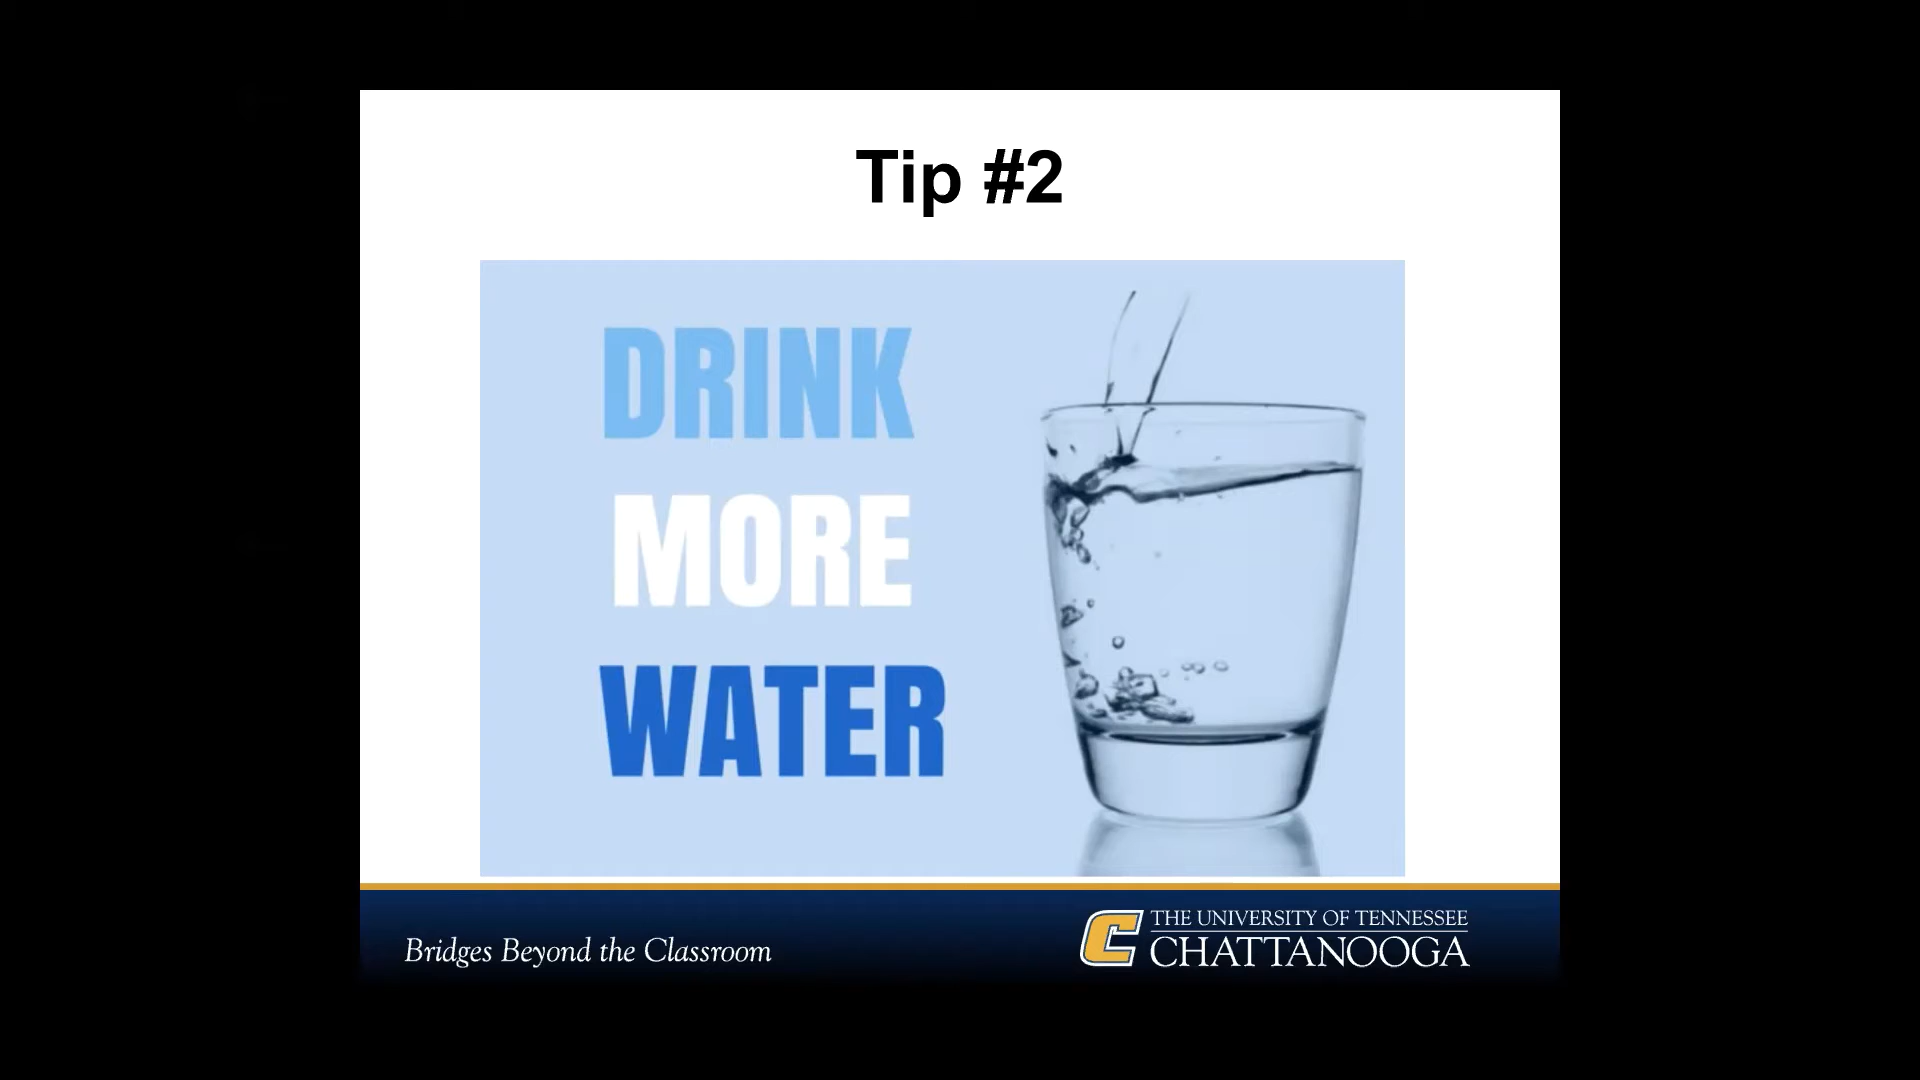 Tip #2
DRINK
MORE
WATER
Bridges Beyond the Classroom
THE UNIVERSITY OF TENNESSEE
CHATTANOOGA